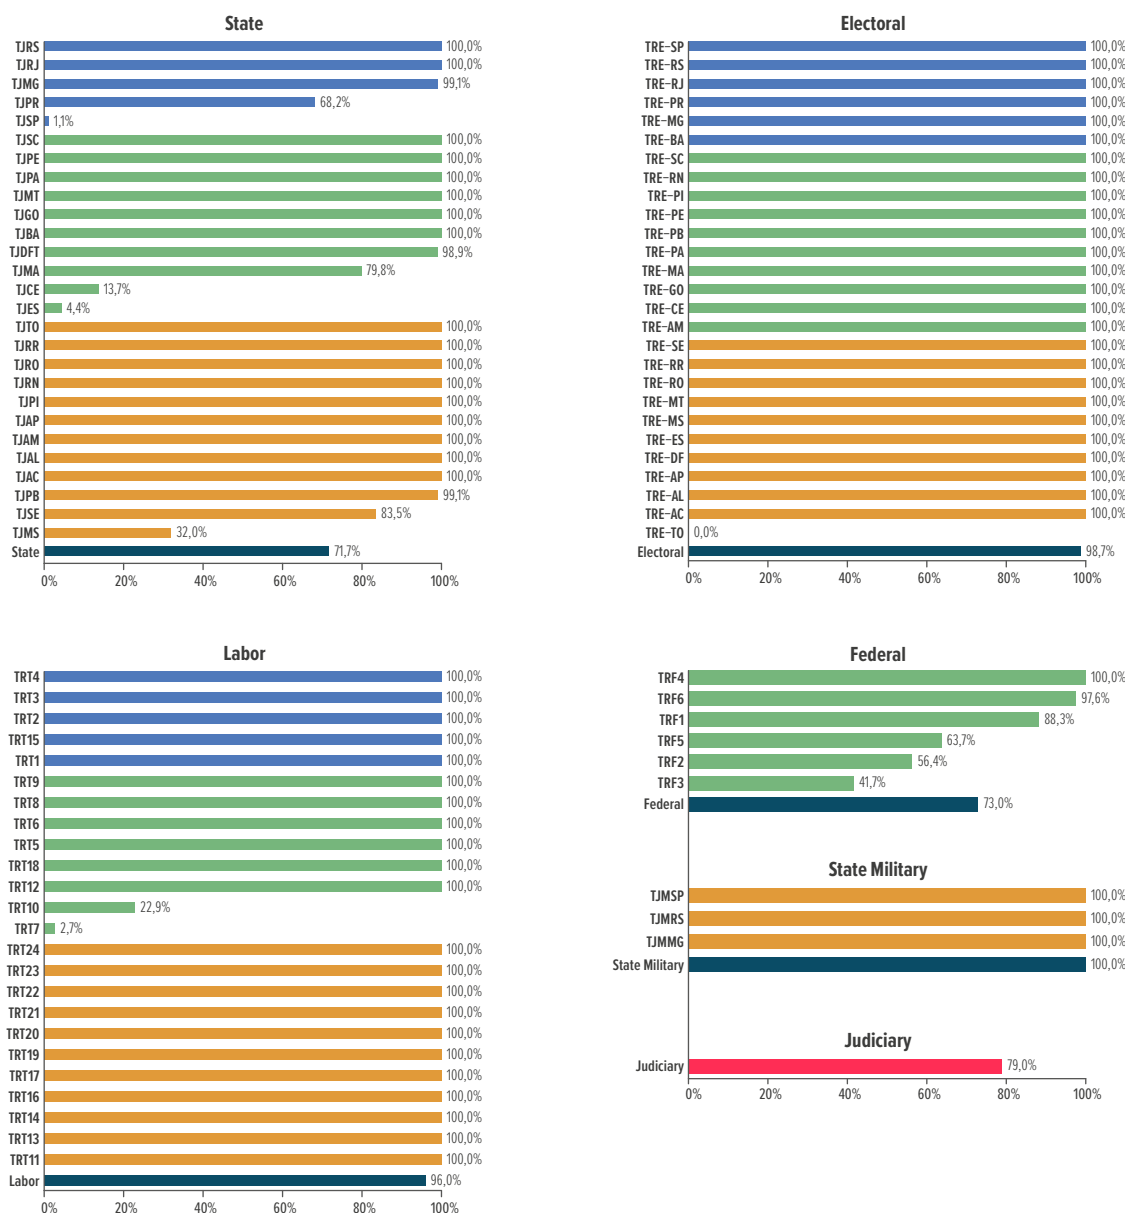 State
TJRS 100,0%
TJRJ 100,0%
TJMG 99,1%
TJPR 68,2%
TJSP 1,1%
TJSC 100,0%
TJPE 100,0%
TJPA 100,0%
TJMT 100,0%
TJGO 100,0%
TJBA 100,0%
TJDFT 98,9%
TJMA 79,8%
TJCE 13,7%
TJES 4,4%
TJTO 100,0%
TJRR 100,0%
TJRO 100,0%
TJRN 100,0%
TJPI 100,0%
TJAP 100,0%
TJAM 100,0%
TJAL 100,0%
TJAC 100,0%
TJPB 99,1%
TJSE 83,5%
TJMS 32,0%
State 71,7%
0% 20% 40% 60% 80% 100%
Electoral
TRE-SP 100,0%
TRE-RS 100,0%
TRE-RJ 100,0%
TRE-PR 100,0%
TRE-MG 100,0%
TRE-BA 100,0%
TRE-SC 100,0%
TRE-RN 100,0%
TRE-PI 100,0%
TRE-PE 100,0%
TRE-PB 100,0%
TRE-PA 100,0%
TRE-MA 100,0%
TRE-GO 100,0%
TRE-CE 100,0%
TRE-AM 100,0%
TRE-SE 100,0%
TRE-RR 100,0%
TRE-RO 100,0%
TRE-MT 100,0%
TRE-MS 100,0%
TRE-ES 100,0%
TRE-DF 100,0%
TRE-AP 100,0%
TRE-AL 100,0%
TRE-AC 100,0%
TRE-TO 0,0%
Electoral 98,7%
0% 20% 40% 60% 80% 100%
Labor
TRT4 100,0%
TRT3 100,0%
TRT2 100,0%
TRT15 100,0%
TRT1 100,0%
TRT9 100,0%
TRT8 100,0%
TRT6 100,0%
TRT5 100,0%
TRT18 100,0%
TRT12 100,0%
TRT10 22,9%
TRT7 2,7%
TRT24 100,0%
TRT23 100,0%
TRT22 100,0%
TRT21 100,0%
TRT20 100,0%
TRT19 100,0%
TRT17 100,0%
TRT16 100,0%
TRT14 100,0%
TRT13 100,0%
TRT11 100,0%
Labor 96,0%
0% 20% 40% 60% 80% 100%
Federal
TRF4 100,0%
TRF6 97,6%
TRF1 88,3%
TRF5 63,7%
TRF2 56,4%
TRF3 41,7%
Federal 73,0%
State Military
TJMSP 100,0%
TJMRS 100,0%
TJMMG 100,0%
State Military 100,0%
Judiciary
Judiciary 79,0%
0% 20% 40% 60% 80% 100%